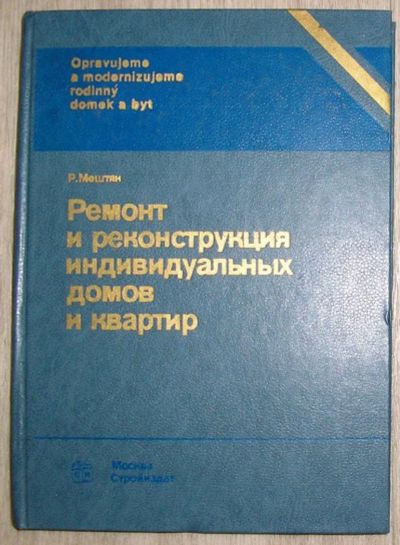 Opravujeme
a modernizujeme
rodinný
domek a byt
Р.Мештян
Ремонт
и реконструкция
индивидуальных
домов
и квартир
Москва
Стройиздат